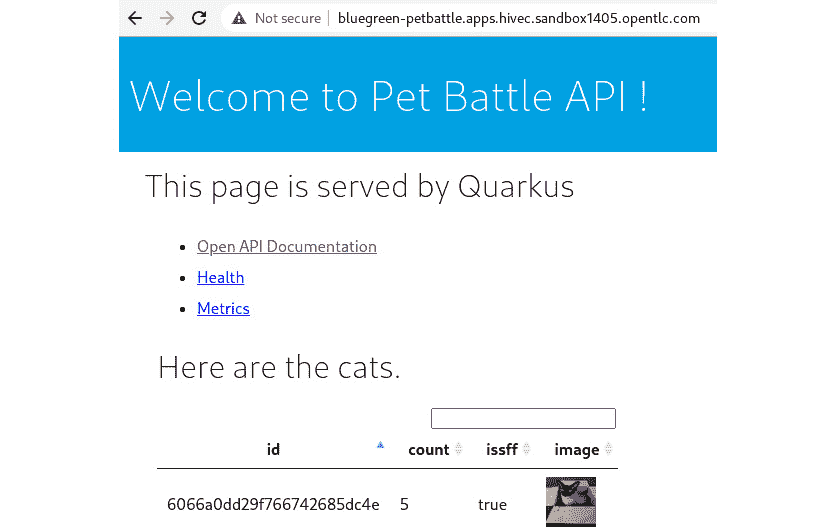 Not secure | bluegreen-petbattle.apps.hivec.sandbox1405.opentlc.com
Welcome to Pet Battle API !
This page is served by Quarkus
Open API Documentation
Health
Metrics
Here are the cats.
id count issff image
6066a0dd29f766742685dc4e 5 true